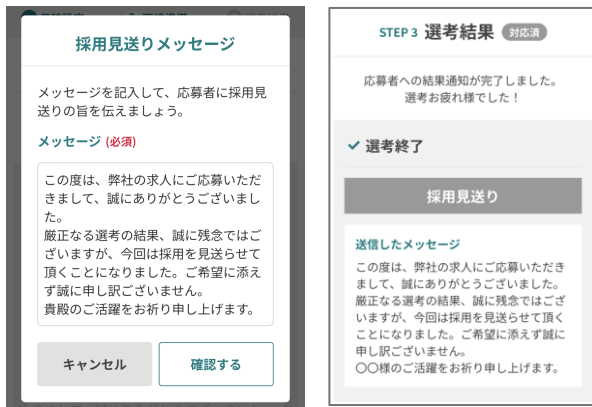 採用見送りメッセージ
メッセージを記入して、応募者に採用見
送りの旨を伝えましょう。
メッセージ (必須)
この度は、弊社の求人にご応募いただ
きまして、誠にありがとうございまし
た。
厳正なる選考の結果、誠に残念ではご
ざいますが、今回は採用を見送らせて
頂くことになりました。ご希望に添え
ず誠に申し訳ございません。
貴殿のご活躍をお祈り申し上げます。
キャンセル
確認する
STEP 3 選考結果 対応済
応募者への結果通知が完了しました。
選考お疲れ様でした！
選考終了
採用見送り
送信したメッセージ
この度は、弊社の求人にご応募いただき
まして、誠にありがとうございました。
厳正なる選考の結果、誠に残念ではござ
いますが、今回は採用を見送らせて頂く
ことになりました。ご希望に添えず誠に
申し訳ございません。
〇〇様のご活躍をお祈り申し上げます。